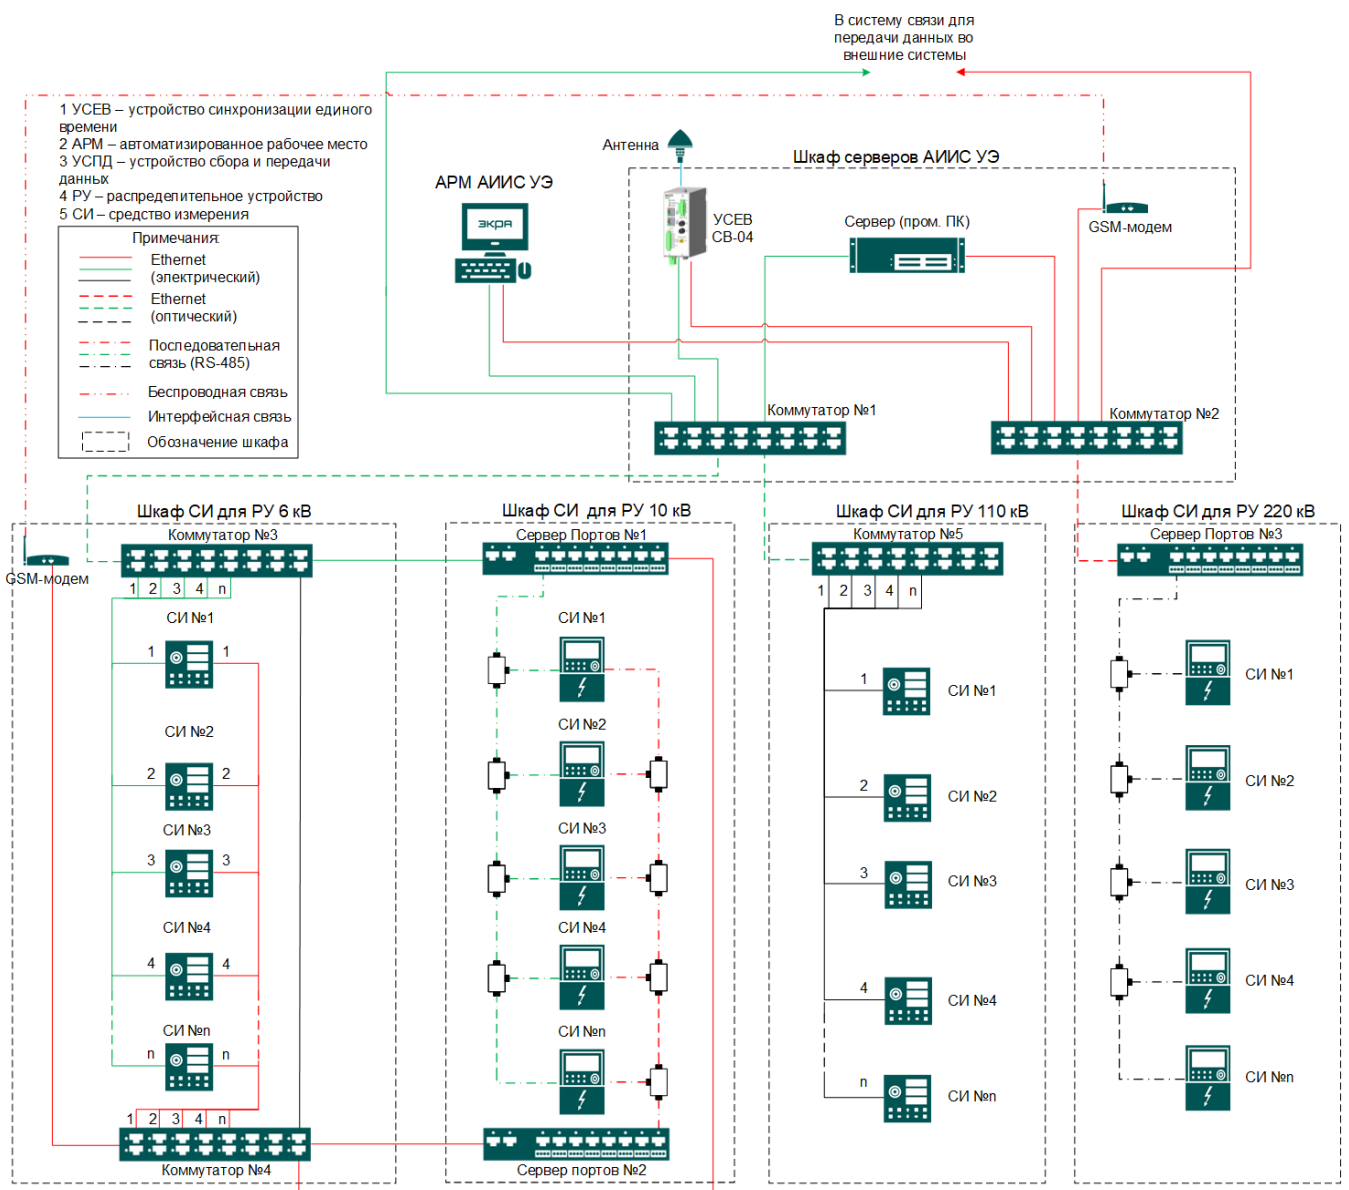 В систему связи для
передачи данных во
внешние системы
1 УСЕВ – устройство синхронизации единого
времени
2 АРМ – автоматизированное рабочее место
3 УСПД – устройство сбора и передачи
данных
4 РУ – распределительное устройство
5 СИ – средство измерения
Примечания:
Ethernet
(электрический)
Ethernet
(оптический)
Последовательная
связь (RS-485)
Беспроводная связь
Интерфейсная связь
Обозначение шкафа
Антенна
Шкаф серверов АИИС УЭ
АРМ АИИС УЭ
ЭКРА
УСЕВ
СВ-04
Сервер (пром. ПК)
GSM-модем
Коммутатор №1
Коммутатор №2
Шкаф СИ для РУ 6 кВ
Коммутатор №3
GSM-модем
1 2 3 4 n
СИ №1
1 1
СИ №2
2 2
СИ №3
3 3
СИ №4
4 4
СИ №n
n n
1 2 3 4 n
Коммутатор №4
Шкаф СИ для РУ 10 кВ
Сервер Портов №1
СИ №1
СИ №2
СИ №3
СИ №4
СИ №n
Сервер портов №2
Шкаф СИ для РУ 110 кВ
Коммутатор №5
1 2 3 4 n
1 СИ №1
2 СИ №2
3 СИ №3
4 СИ №4
n СИ №n
Шкаф СИ для РУ 220 кВ
Сервер Портов №3
СИ №1
СИ №2
СИ №3
СИ №4
СИ №n